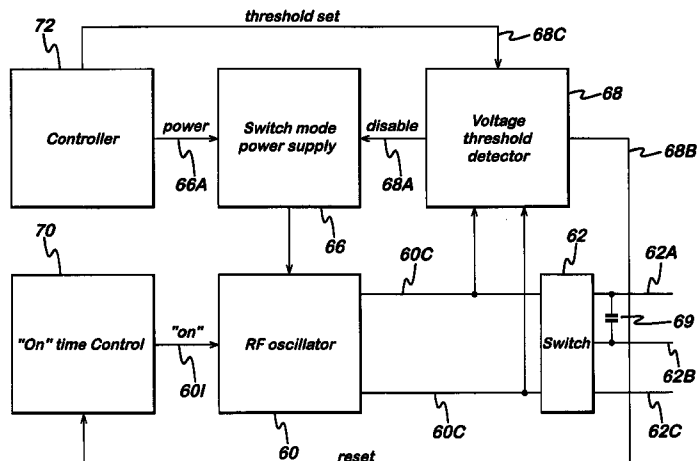 threshold set
72
68C
Controller
power
66A
Switch mode
power supply
disable
68A
Voltage
threshold
detector
68
68B
66
70
60C
62
62A
"On" time Control
"on"
60I
RF oscillator
Switch
69
62B
60
60C
62C
reset